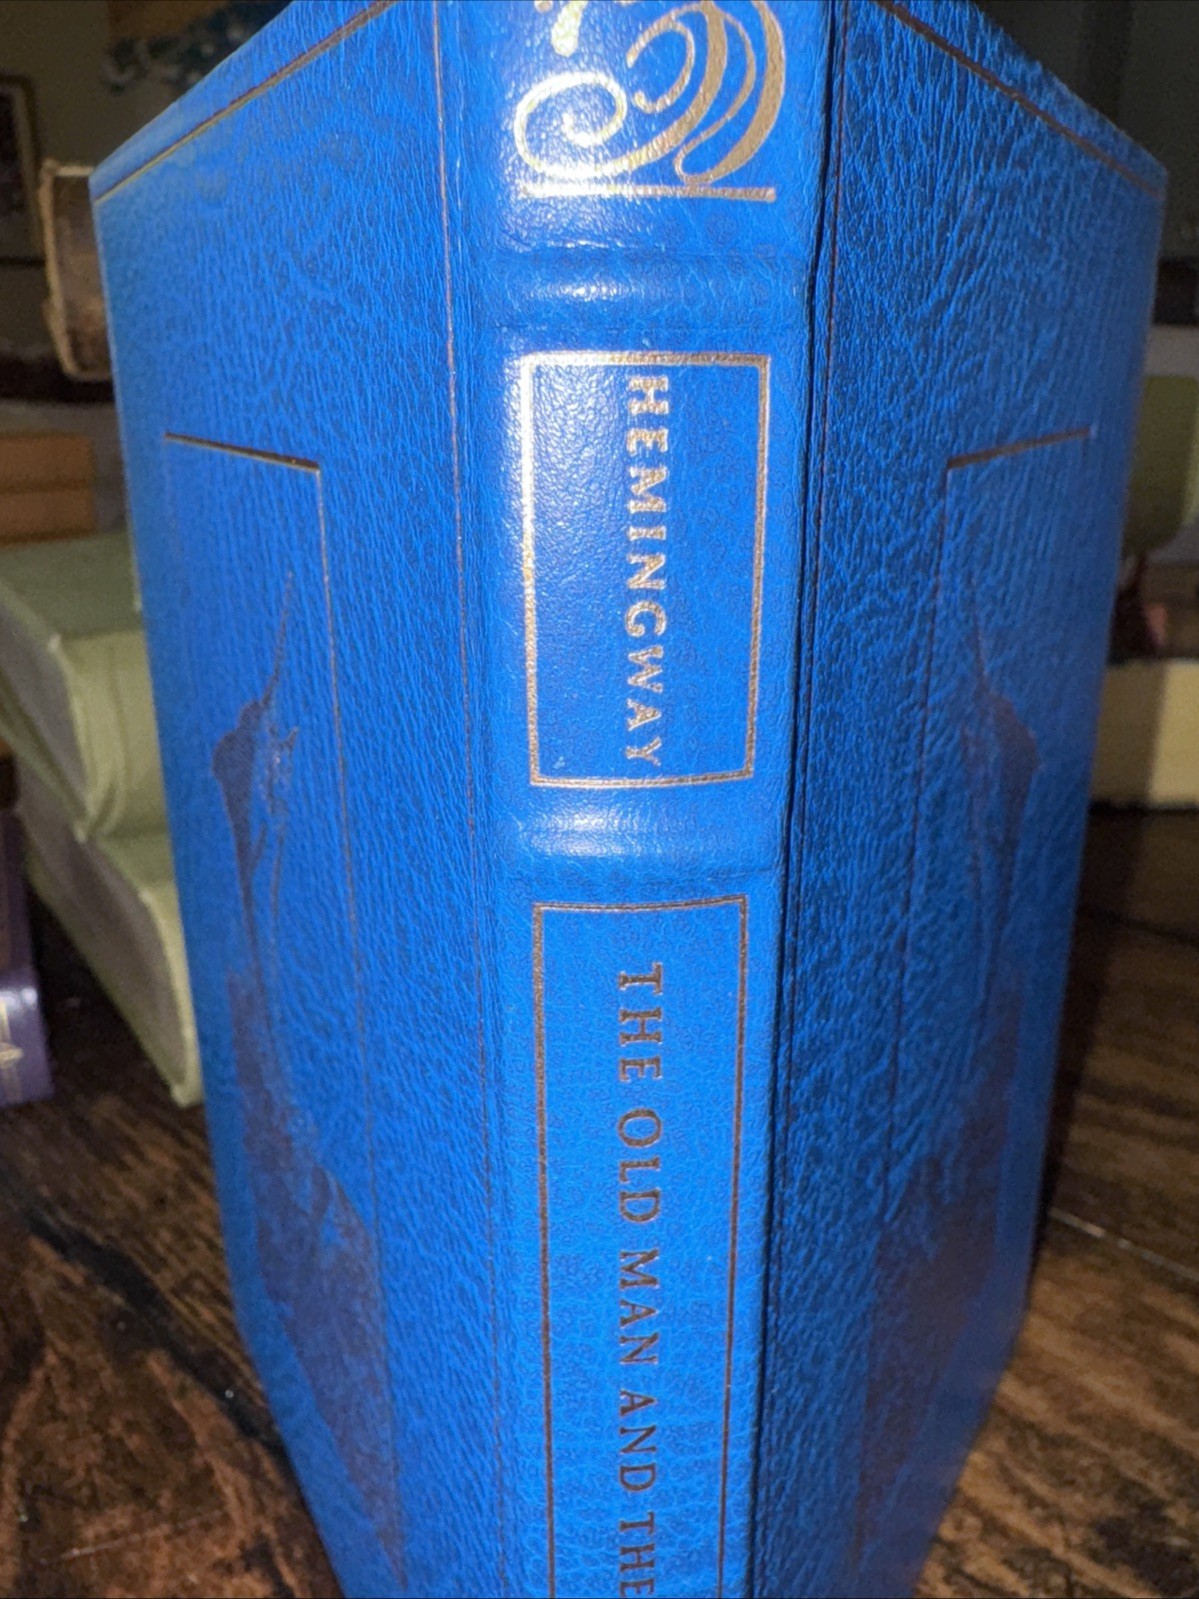 HEMINGWAY
THE OLD MAN AND THE